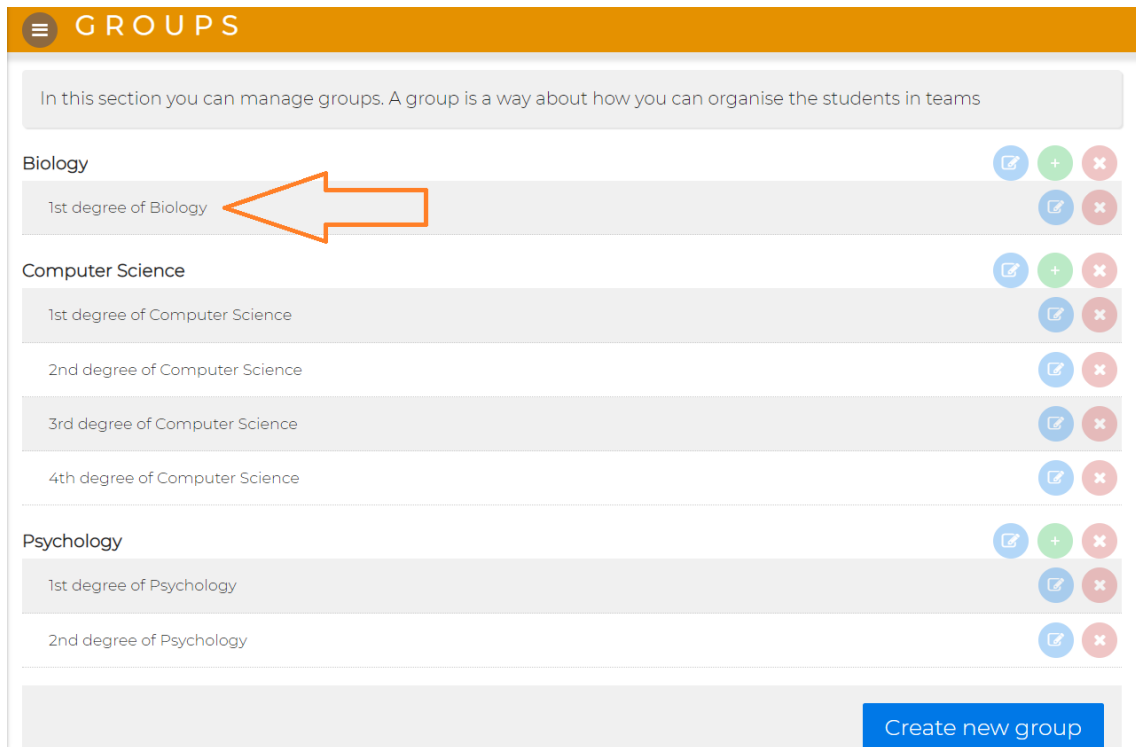 GROUPS
In this section you can manage groups. A group is a way about how you can organise the students in teams
Biology
1st degree of Biology
Computer Science
1st degree of Computer Science
2nd degree of Computer Science
3rd degree of Computer Science
4th degree of Computer Science
Psychology
1st degree of Psychology
2nd degree of Psychology
Create new group